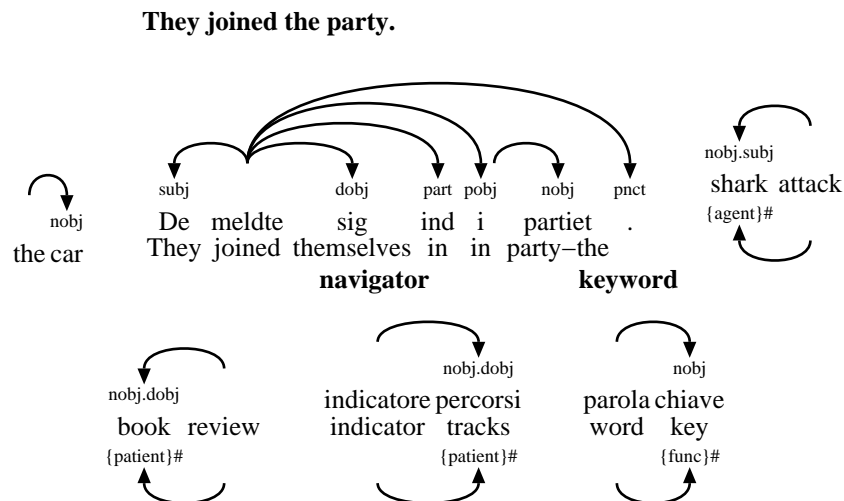 They joined the party.
subj dobj part pobj nobj pnct
De meldte sig ind i partiet .
They joined themselves in in party–the
nobj
the car
nobj.subj
shark attack
{agent}#
nobj.dobj
book review
{patient}#
navigator
nobj.dobj
indicatore percorsi
indicator tracks
{patient}#
keyword
nobj
parola chiave
word key
{func}#